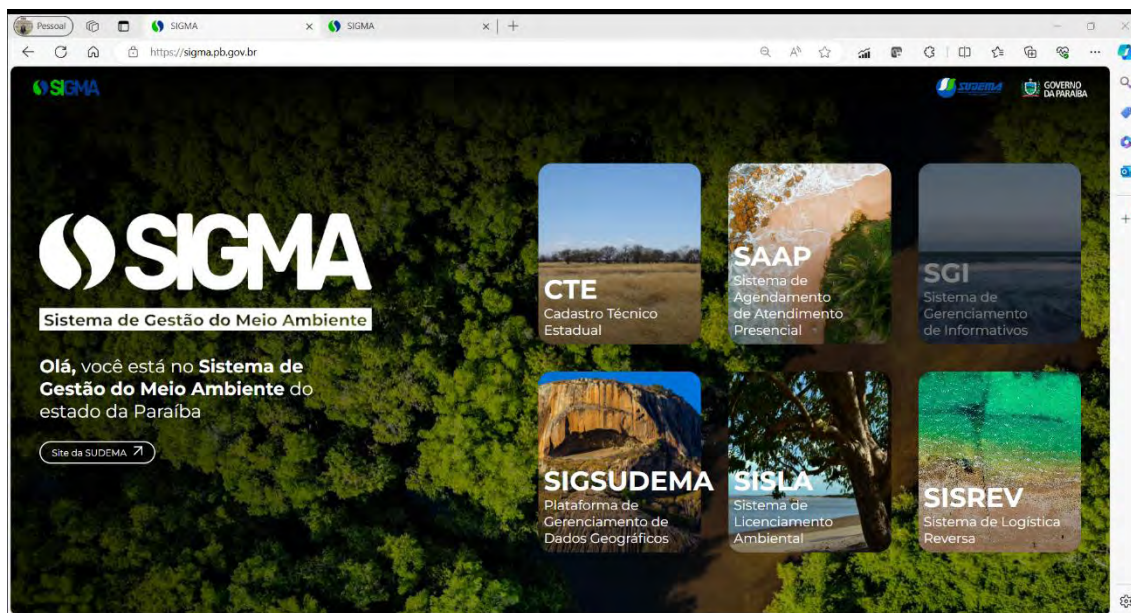 Pessoal
SIGMA
SIGMA
https://sigma.pb.gov.br
SIGMA
SUDEMA
GOVERNO
DA PARAÍBA
SIGMA
Sistema de Gestão do Meio Ambiente
Olá, você está no Sistema de
Gestão do Meio Ambiente do
estado da Paraíba
Site da SUDEMA
CTE
Cadastro Técnico
Estadual
SAAP
Sistema de
Agendamento
de Atendimento
Presencial
SGI
Sistema de
Gerenciamento
de Informativos
SIGSUDEMA
Plataforma de
Gerenciamento de
Dados Geográficos
SISLA
Sistema de
Licenciamento
Ambiental
SISREV
Sistema de Logística
Reversa